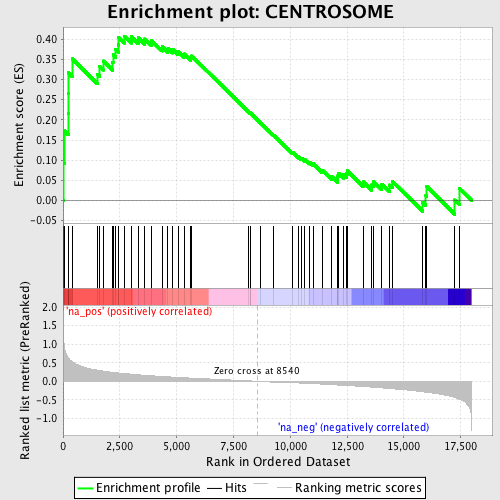 Enrichment plot: CENTROSOME
Enrichment score (ES)
0.40
0.35
0.30
0.25
0.20
0.15
0.10
0.05
0.00
-0.05
'na_pos' (positively correlated)
Ranked list metric (PreRanked)
2.0
1.5
1.0
0.5
0.0
-0.5
-1.0
Zero cross at 8540
'na_neg' (negatively correlated)
0
2,500
5,000
7,500
10,000
12,500
15,000
17,500
Rank in Ordered Dataset
Enrichment profile
Hits
Ranking metric scores